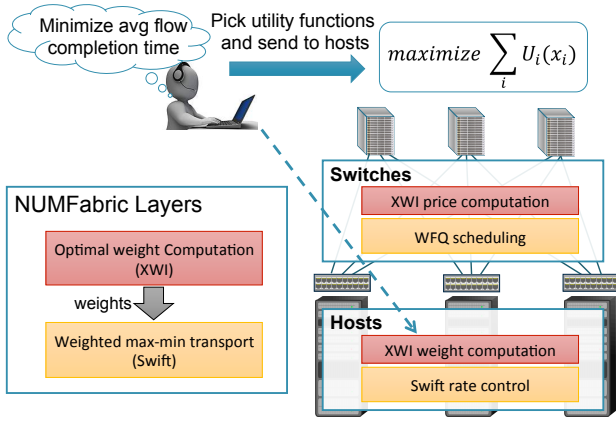 Minimize avg flow
completion time
Pick utility functions
and send to hosts
maximize ∑ U_i(x_i)
i
Switches
XWI price computation
WFQ scheduling
NUMFabric Layers
Optimal weight Computation
(XWI)
weights
Weighted max-min transport
(Swift)
Hosts
XWI weight computation
Swift rate control